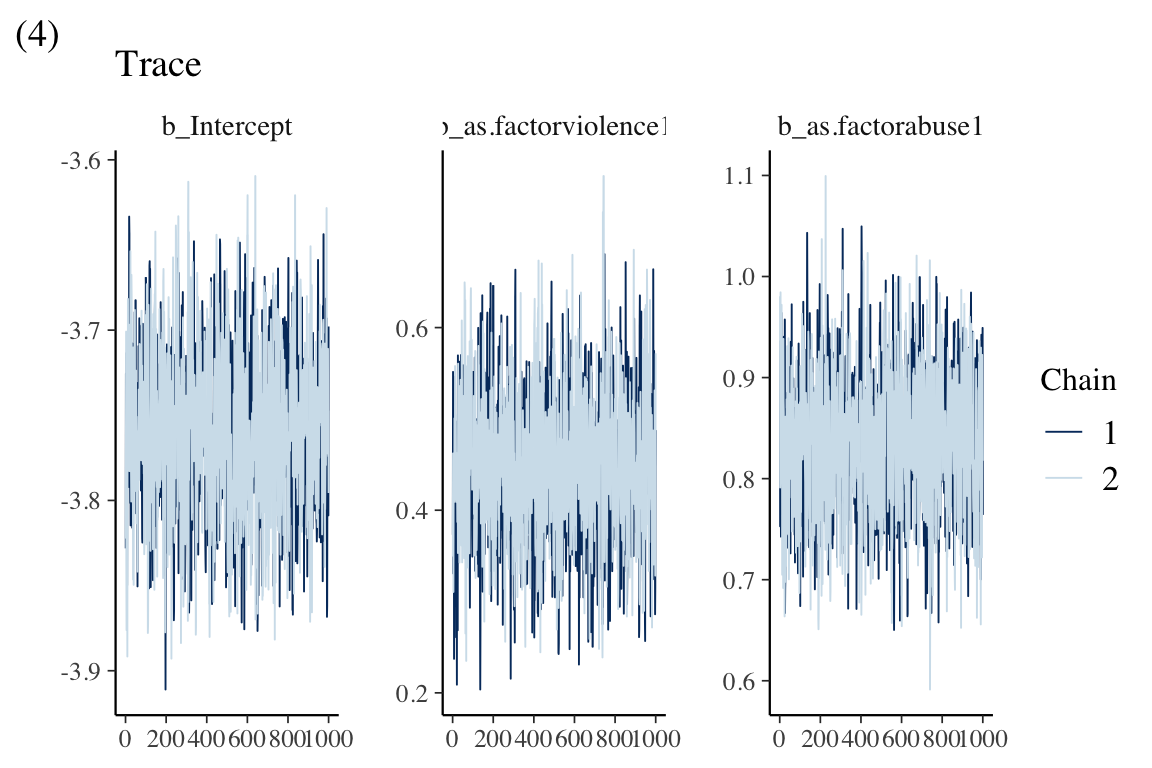 (4)
Trace
b_Intercept
b_as.factorviolence1
b_as.factorabuse1
-3.6
-3.7
-3.8
-3.9
0 200 400 600 800 1000
0.6
0.4
0.2
0 200 400 600 800 1000
1.1
1.0
0.9
0.8
0.7
0.6
0 200 400 600 800 1000
Chain
1
2